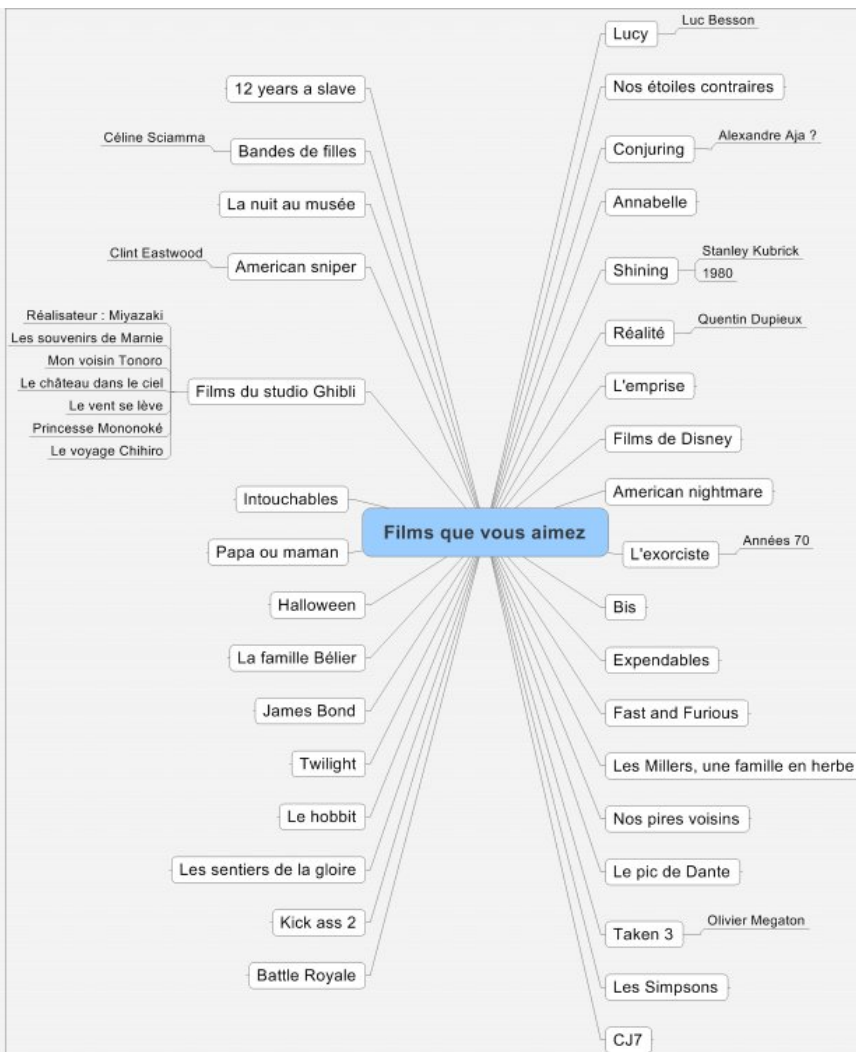 Films que vous aimez
12 years a slave
Bandes de filles
Céline Sciamma
La nuit au musée
American sniper
Clint Eastwood
Films du studio Ghibli
Réalisateur : Miyazaki
Les souvenirs de Marnie
Mon voisin Tonoro
Le château dans le ciel
Le vent se lève
Princesse Mononoké
Le voyage Chihiro
Intouchables
Papa ou maman
Halloween
La famille Bélier
James Bond
Twilight
Le hobbit
Les sentiers de la gloire
Kick ass 2
Battle Royale
Lucy
Luc Besson
Nos étoiles contraires
Conjuring
Alexandre Aja ?
Annabelle
Shining
Stanley Kubrick
1980
Réalité
Quentin Dupieux
L'emprise
Films de Disney
American nightmare
L'exorciste
Années 70
Bis
Expendables
Fast and Furious
Les Millers, une famille en herbe
Nos pires voisins
Le pic de Dante
Taken 3
Olivier Megaton
Les Simpsons
CJ7